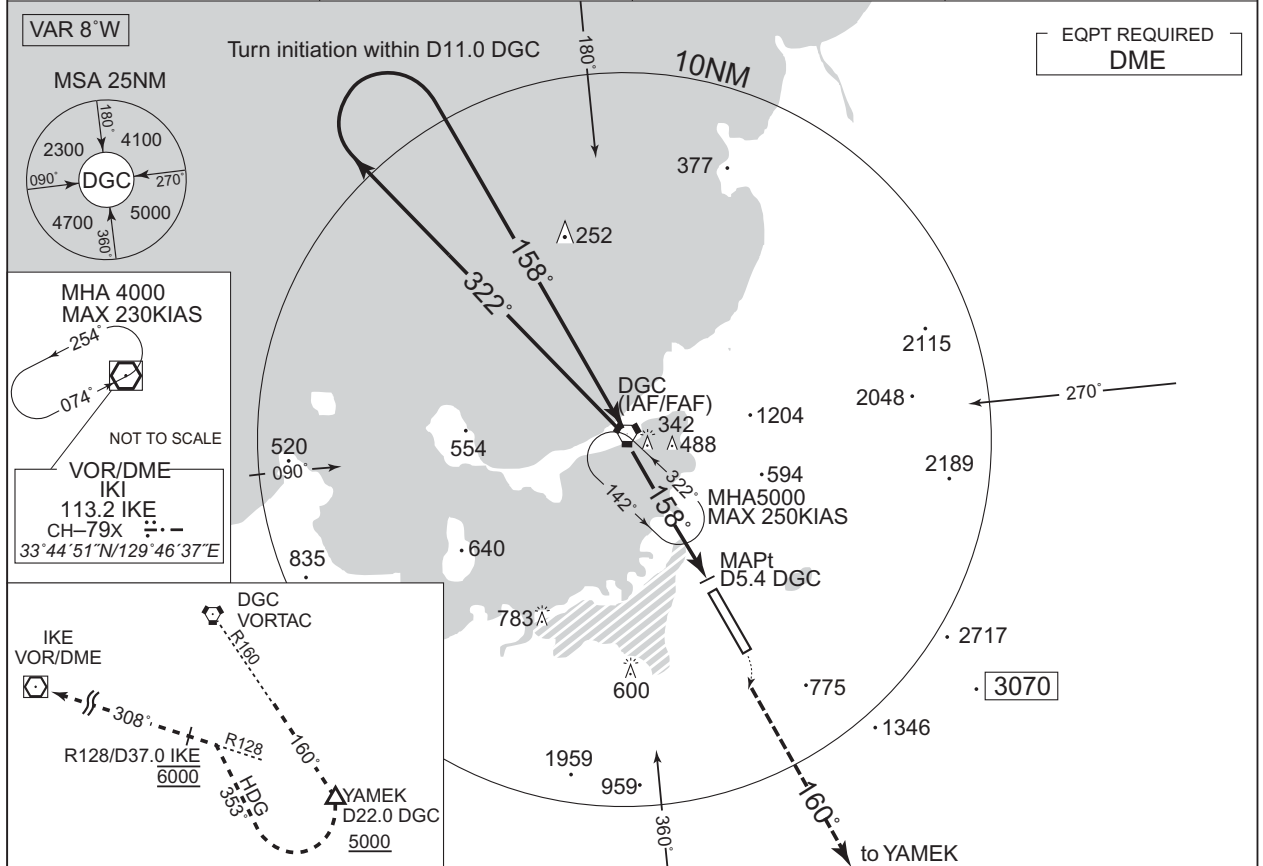 VAR 8°W
Turn initiation within D11.0 DGC
180°
10NM
EQPT REQUIRED
DME
MSA 25NM
180°
2300
4100
090°
DGC
270°
4700
5000
360°
377
252
158°
322°
MHA 4000
MAX 230KIAS
254°
074°
NOT TO SCALE
VOR/DME
IKI
113.2 IKE
CH–79X
33°44´51˝N/129°46´37˝E
2115
2048
270°
DGC
(IAF/FAF)
342
1204
488
554
520
090°
594
2189
322°
142°
158°
MHA5000
MAX 250KIAS
640
835
MAPt
D5.4 DGC
783
600
2717
3070
775
1346
1959
959
360°
160°
to YAMEK
DGC
VORTAC
IKE
VOR/DME
R160
308°
R128
160°
R128/D37.0 IKE
6000
HDG
353°
YAMEK
D22.0 DGC
5000